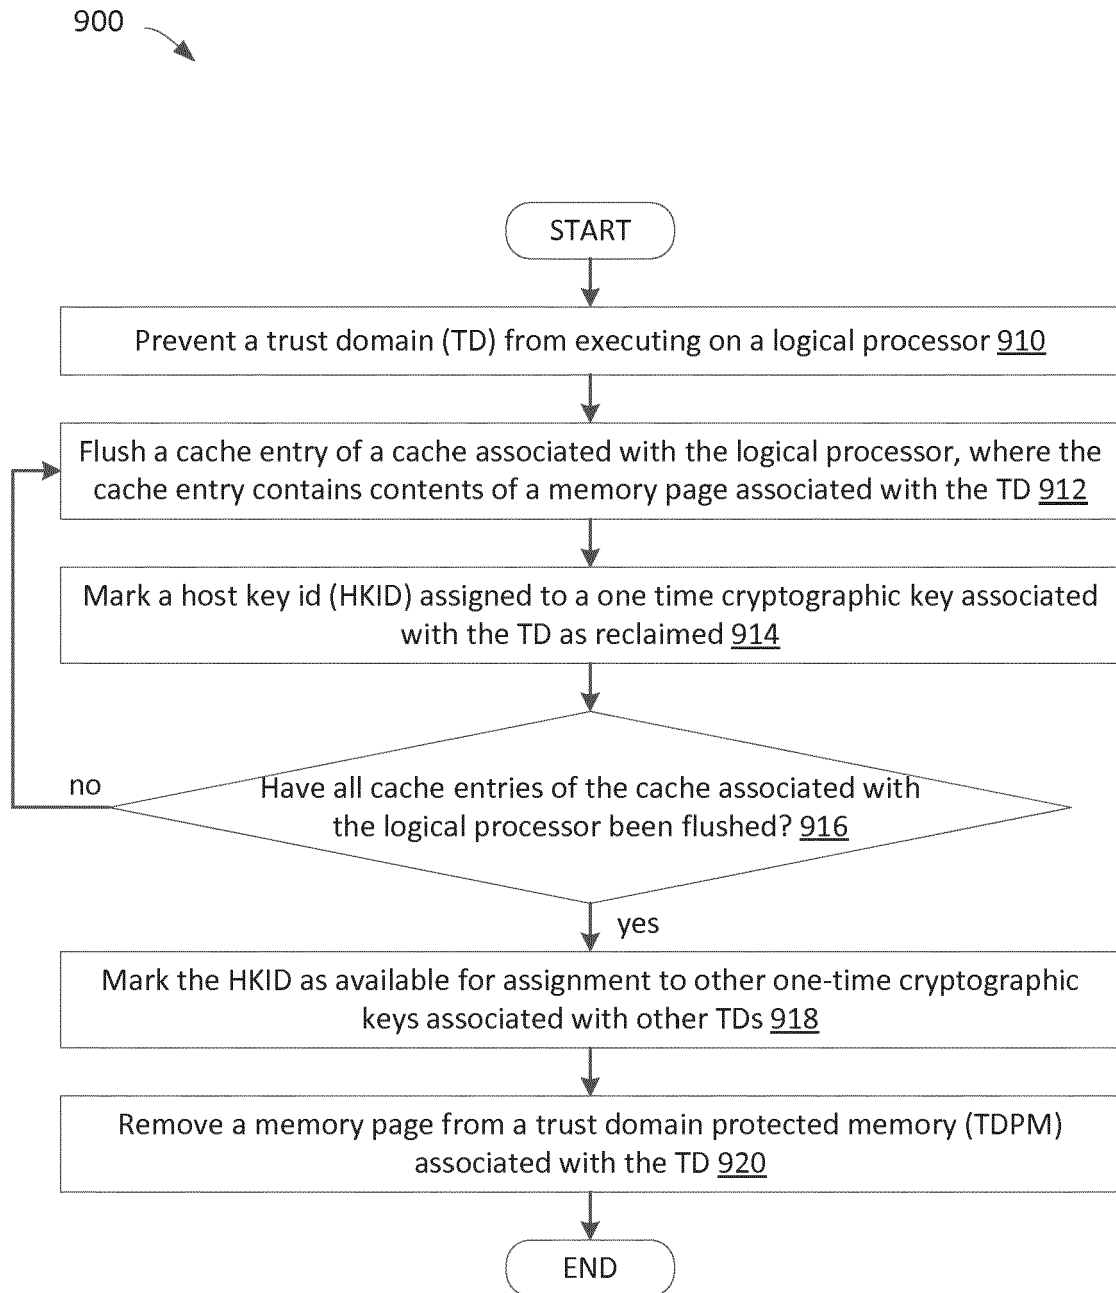 900
START
Prevent a trust domain (TD) from executing on a logical processor 910
Flush a cache entry of a cache associated with the logical processor, where the
cache entry contains contents of a memory page associated with the TD 912
Mark a host key id (HKID) assigned to a one time cryptographic key associated
with the TD as reclaimed 914
no
Have all cache entries of the cache associated with
the logical processor been flushed? 916
yes
Mark the HKID as available for assignment to other one-time cryptographic
keys associated with other TDs 918
Remove a memory page from a trust domain protected memory (TDPM)
associated with the TD 920
END